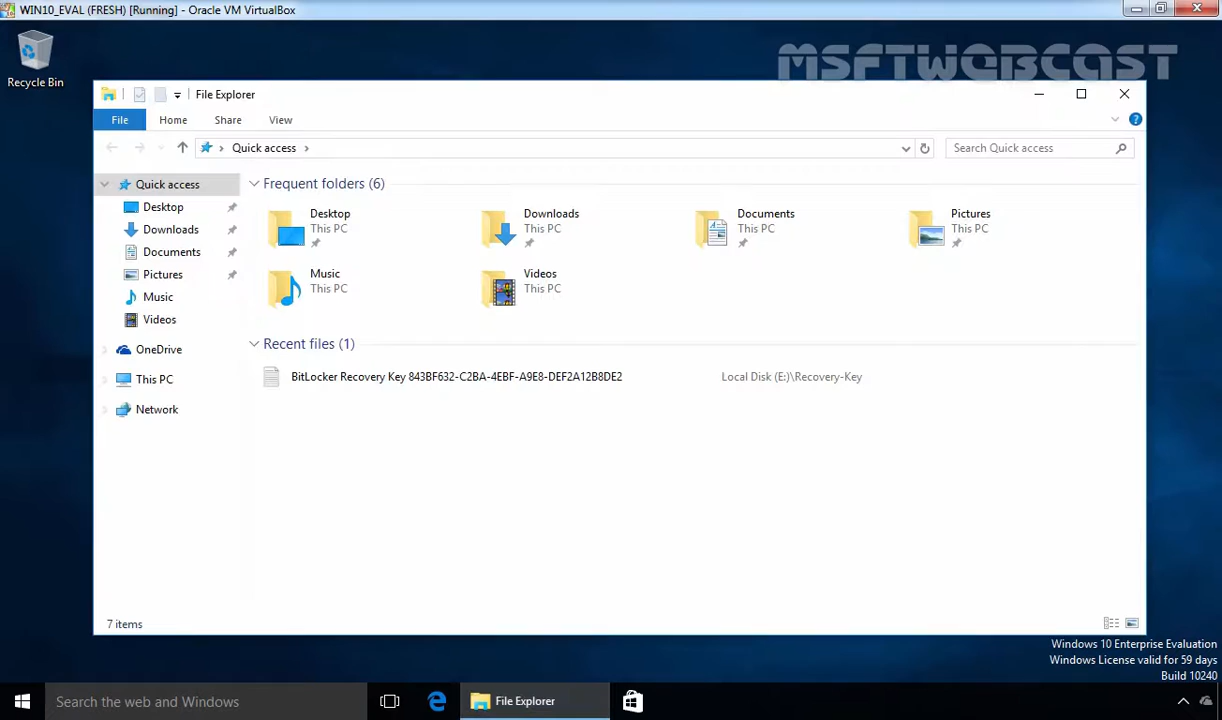 WIN10_EVAL (FRESH) [Running] - Oracle VM VirtualBox
Recycle Bin
MSFTWEBCAST
File Explorer
File
Home
Share
View
Quick access
Search Quick access
Quick access
Desktop
Downloads
Documents
Pictures
Music
Videos
OneDrive
This PC
Network
Frequent folders (6)
Desktop
This PC
Downloads
This PC
Documents
This PC
Pictures
This PC
Music
This PC
Videos
This PC
Recent files (1)
BitLocker Recovery Key 843BF632-C2BA-4EBF-A9E8-DEF2A12B8DE2
Local Disk (E:)\Recovery-Key
7 items
Windows 10 Enterprise Evaluation
Windows License valid for 59 days
Build 10240
Search the web and Windows
File Explorer